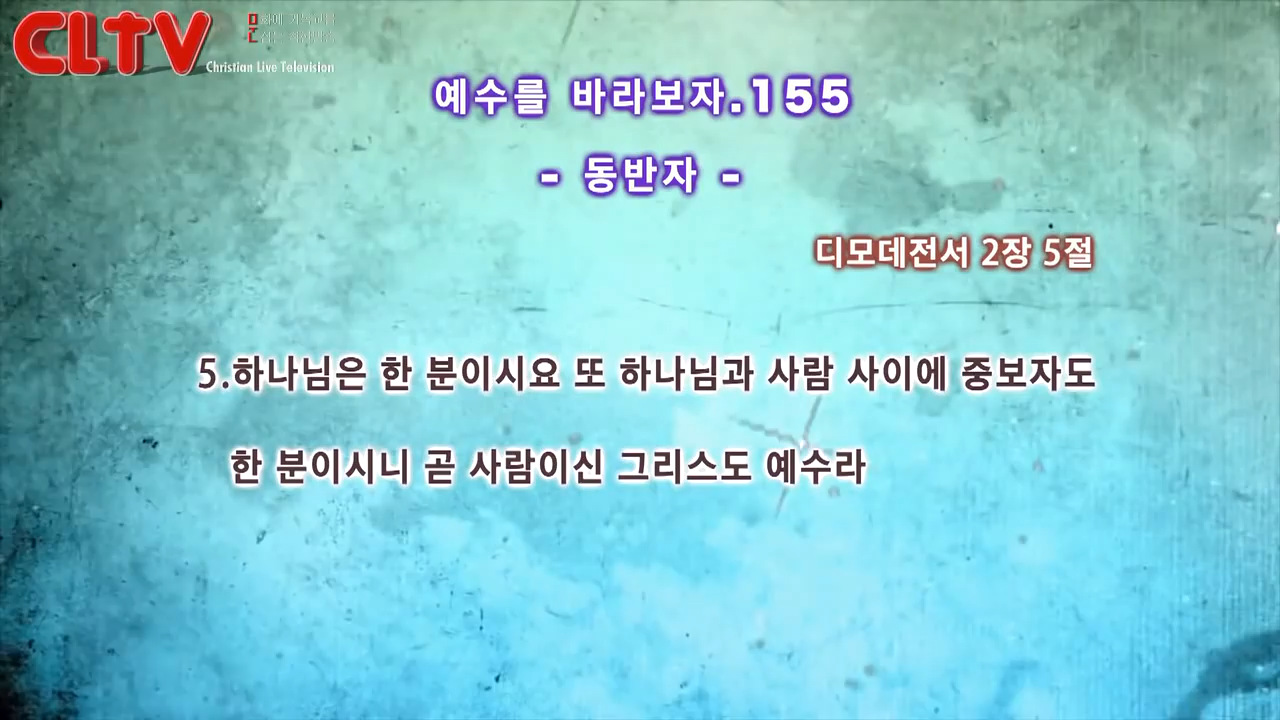 CLTV
Christian Live Television
예수를 바라보자.155
- 동반자 -
디모데전서 2장 5절
5.하나님은 한 분이시요 또 하나님과 사람 사이에 중보자도
한 분이시니 곧 사람이신 그리스도 예수라